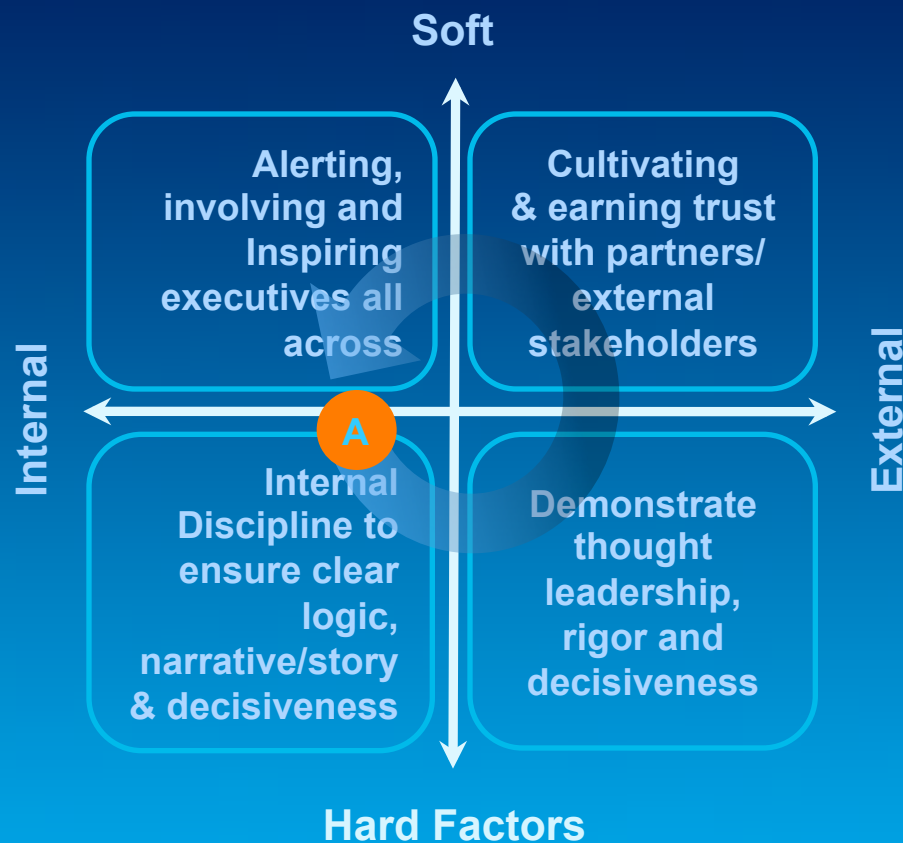 Soft
Alerting,
involving and
Inspiring
executives all
across
Cultivating
& earning trust
with partners/
external
stakeholders
Internal
External
A
Internal
Discipline to
ensure clear
logic,
narrative/story
& decisiveness
Demonstrate
thought
leadership,
rigor and
decisiveness
Hard Factors